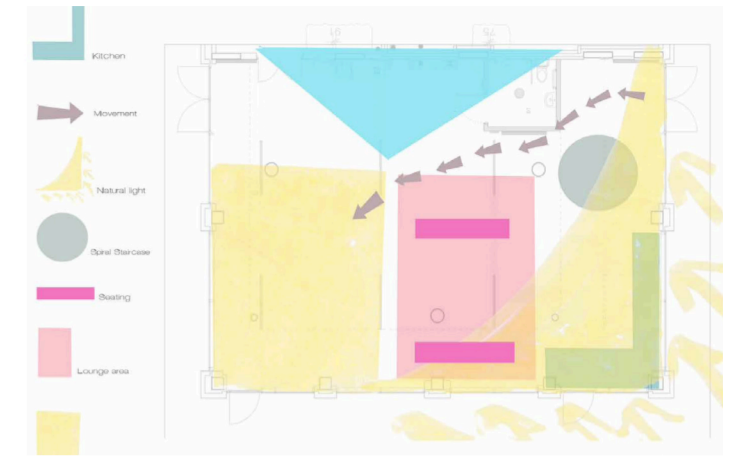 Kitchen
Movement
Natural light
Spiral Staircase
Seating
Lounge area